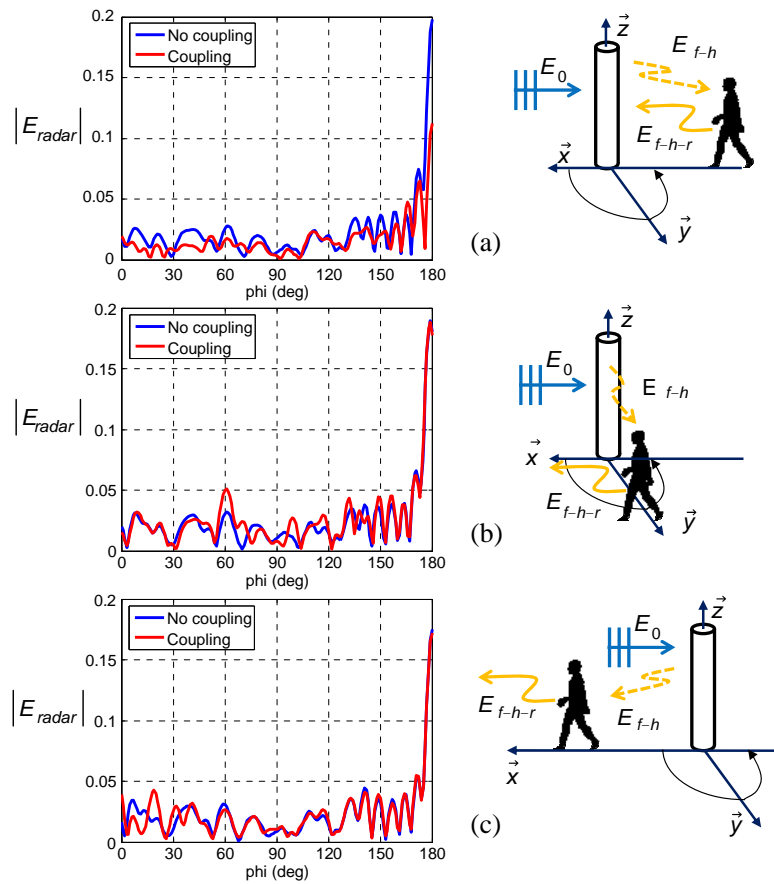 0.2
0.15
0.1
0.05
0
|E_radar|
No coupling
Coupling
0 30 60 90 120 150 180
phi (deg)
z
E_0
E_f-h
E_f-h-r
x
y
(a)
0.2
0.15
0.1
0.05
0
|E_radar|
No coupling
Coupling
0 30 60 90 120 150 180
phi (deg)
z
E_0
E_f-h
x
E_f-h-r
y
(b)
0.2
0.15
0.1
0.05
0
|E_radar|
No coupling
Coupling
0 30 60 90 120 150 180
phi (deg)
z
E_0
E_f-h-r
E_f-h
x
y
(c)